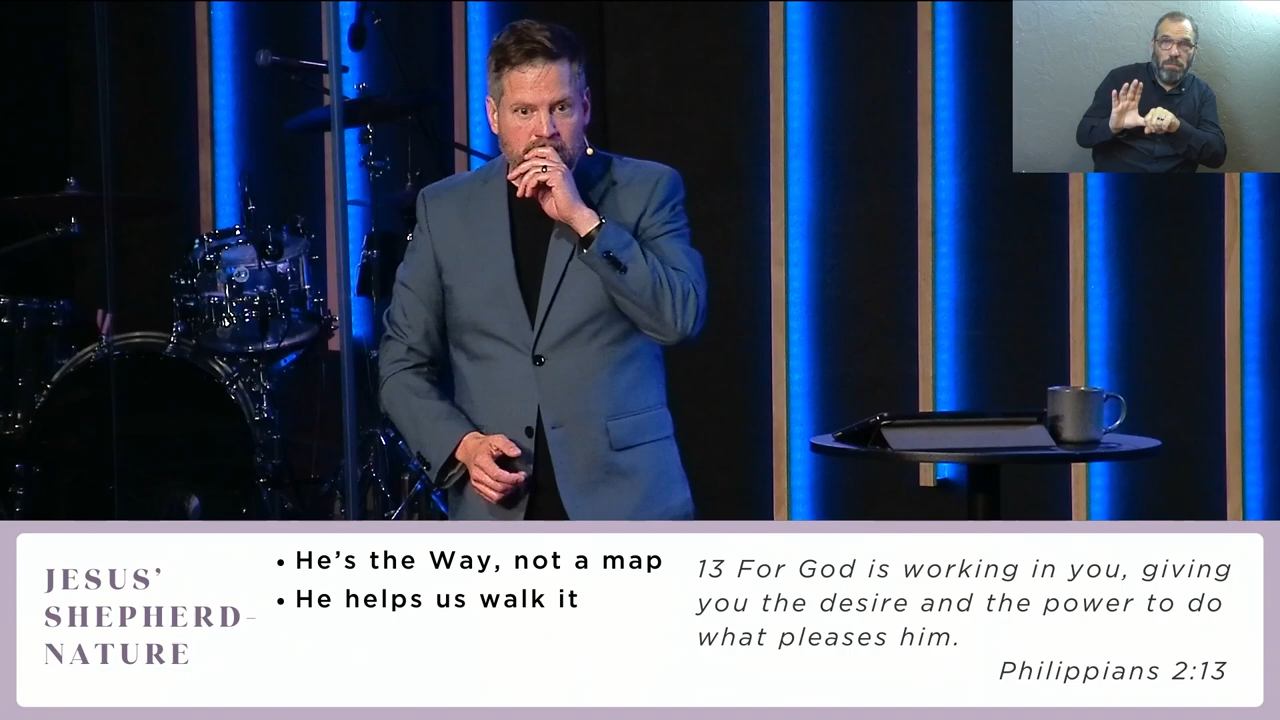 JESUS’
SHEPHERD-
NATURE
• He’s the Way, not a map
• He helps us walk it
13 For God is working in you, giving
you the desire and the power to do
what pleases him.
Philippians 2:13